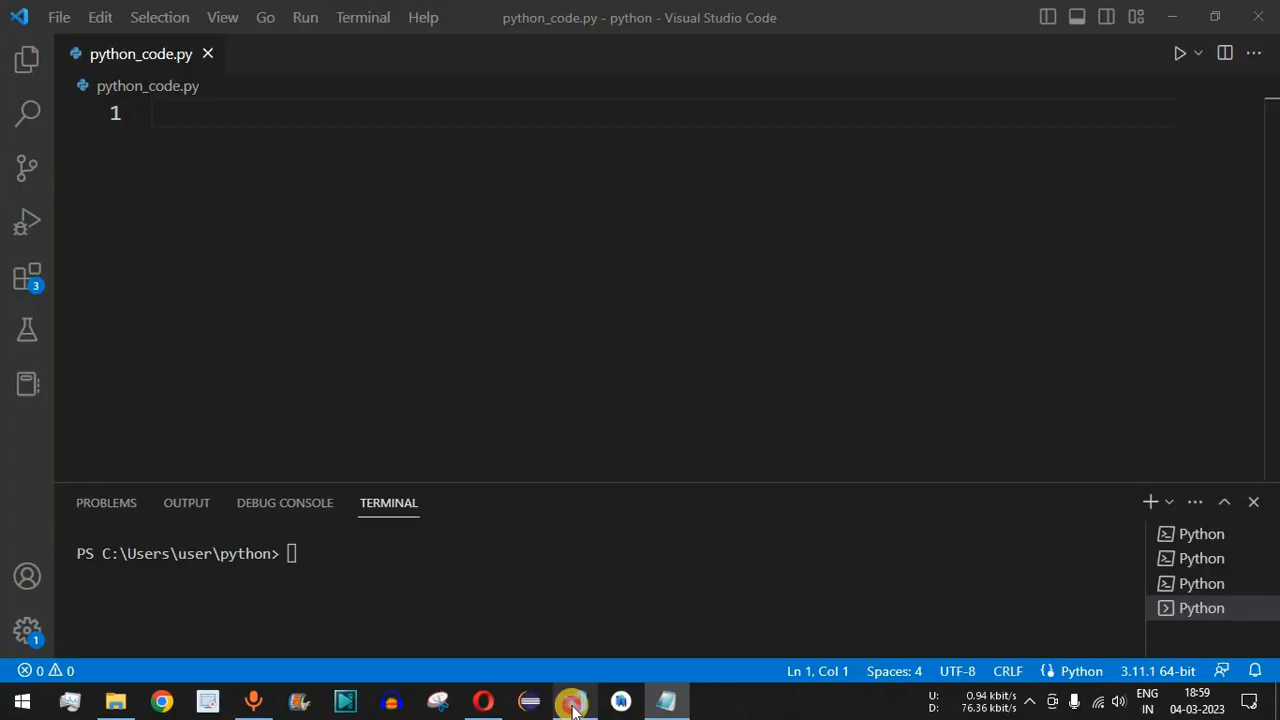 File Edit Selection View Go Run Terminal Help python_code.py - python - Visual Studio Code
python_code.py
python_code.py
1
3
PROBLEMS OUTPUT DEBUG CONSOLE TERMINAL
PS C:\Users\user\python>
Python
Python
Python
Python
1
0 0 Ln 1, Col 1 Spaces: 4 UTF-8 CRLF Python 3.11.1 64-bit
U: 0.94 kbit/s
D: 76.36 kbit/s
ENG
IN
18:59
04-03-2023